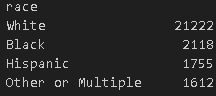 race
White 21222
Black 2118
Hispanic 1755
Other or Multiple 1612